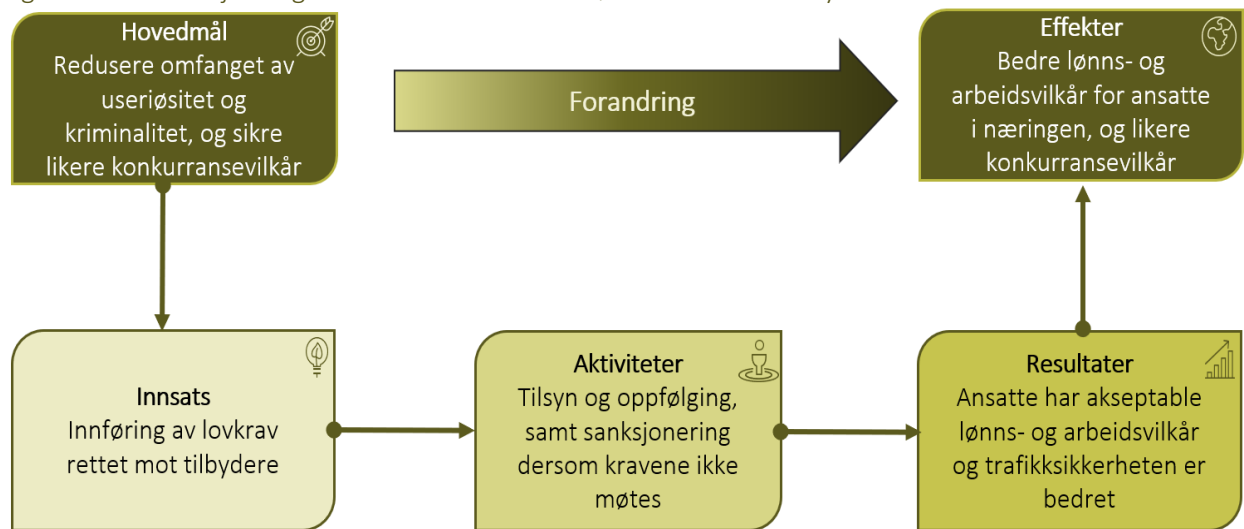 Hovedmål
Redusere omfanget av
useriøsitet og
kriminalitet, og sikre
likere konkurransevilkår
Forandring
Effekter
Bedre lønns- og
arbeidsvilkår for ansatte
i næringen, og likere
konkurransevilkår
Innsats
Innføring av lovkrav
rettet mot tilbydere
Aktiviteter
Tilsyn og oppfølging,
samt sanksjonering
dersom kravene ikke
møtes
Resultater
Ansatte har akseptable
lønns- og arbeidsvilkår
og trafikksikkerheten er
bedret